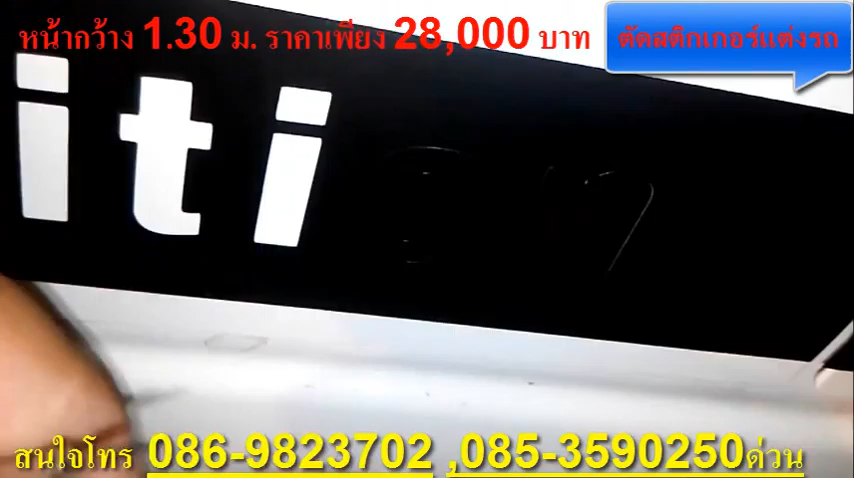 หน้ากว้าง 1.30 ม. ราคาเพียง 28,000 บาท
ตัดสติกเกอร์แต่งรถ
iti
สนใจโทร 086-9823702 ,085-3590250ด่วน